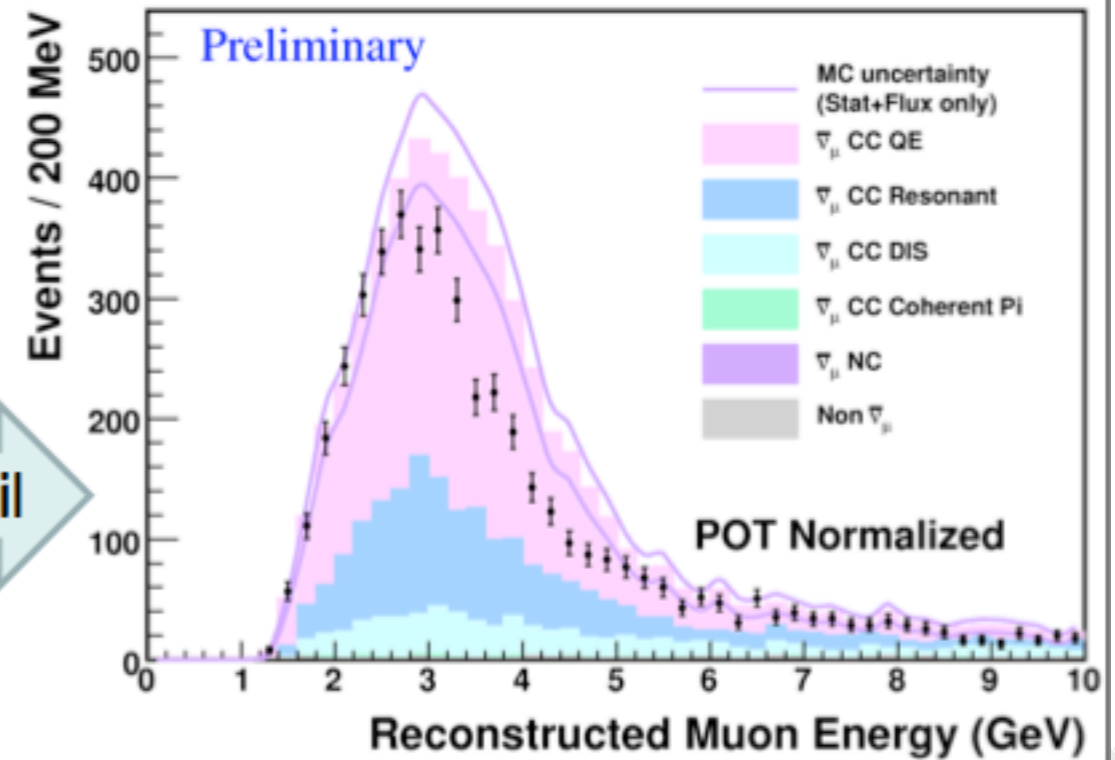 Preliminary
Events / 200 MeV
500
400
300
200
100
0
MC uncertainty
(Stat+Flux only)
ν̅μ CC QE
ν̅μ CC Resonant
ν̅μ CC DIS
ν̅μ CC Coherent Pi
ν̅μ NC
Non ν̅μ
POT Normalized
il
0 1 2 3 4 5 6 7 8 9 10
Reconstructed Muon Energy (GeV)